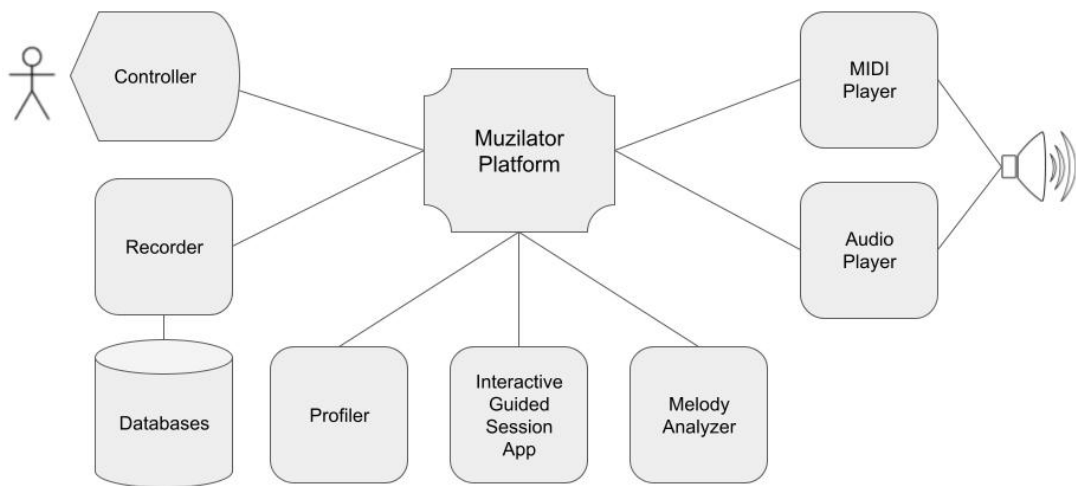 Controller
Muzilator
Platform
MIDI
Player
Recorder
Audio
Player
Databases
Profiler
Interactive
Guided
Session
App
Melody
Analyzer